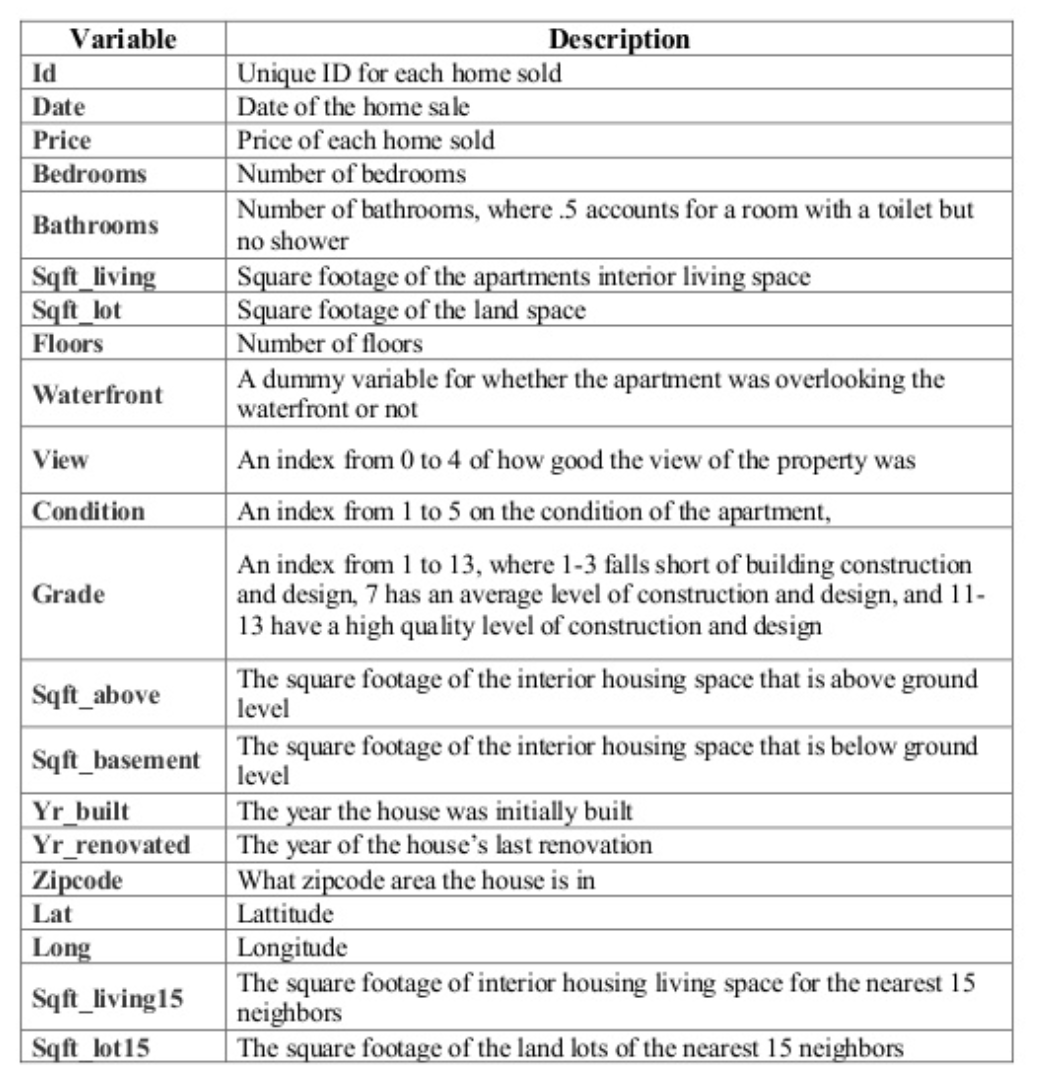 Variable Description
Id Unique ID for each home sold
Date Date of the home sale
Price Price of each home sold
Bedrooms Number of bedrooms
Bathrooms Number of bathrooms, where .5 accounts for a room with a toilet but
no shower
Sqft_living Square footage of the apartments interior living space
Sqft_lot Square footage of the land space
Floors Number of floors
Waterfront A dummy variable for whether the apartment was overlooking the
waterfront or not
View An index from 0 to 4 of how good the view of the property was
Condition An index from 1 to 5 on the condition of the apartment,
Grade An index from 1 to 13, where 1-3 falls short of building construction
and design, 7 has an average level of construction and design, and 11-
13 have a high quality level of construction and design
Sqft_above The square footage of the interior housing space that is above ground
level
Sqft_basement The square footage of the interior housing space that is below ground
level
Yr_built The year the house was initially built
Yr_renovated The year of the house’s last renovation
Zipcode What zipcode area the house is in
Lat Lattitude
Long Longitude
Sqft_living15 The square footage of interior housing living space for the nearest 15
neighbors
Sqft_lot15 The square footage of the land lots of the nearest 15 neighbors